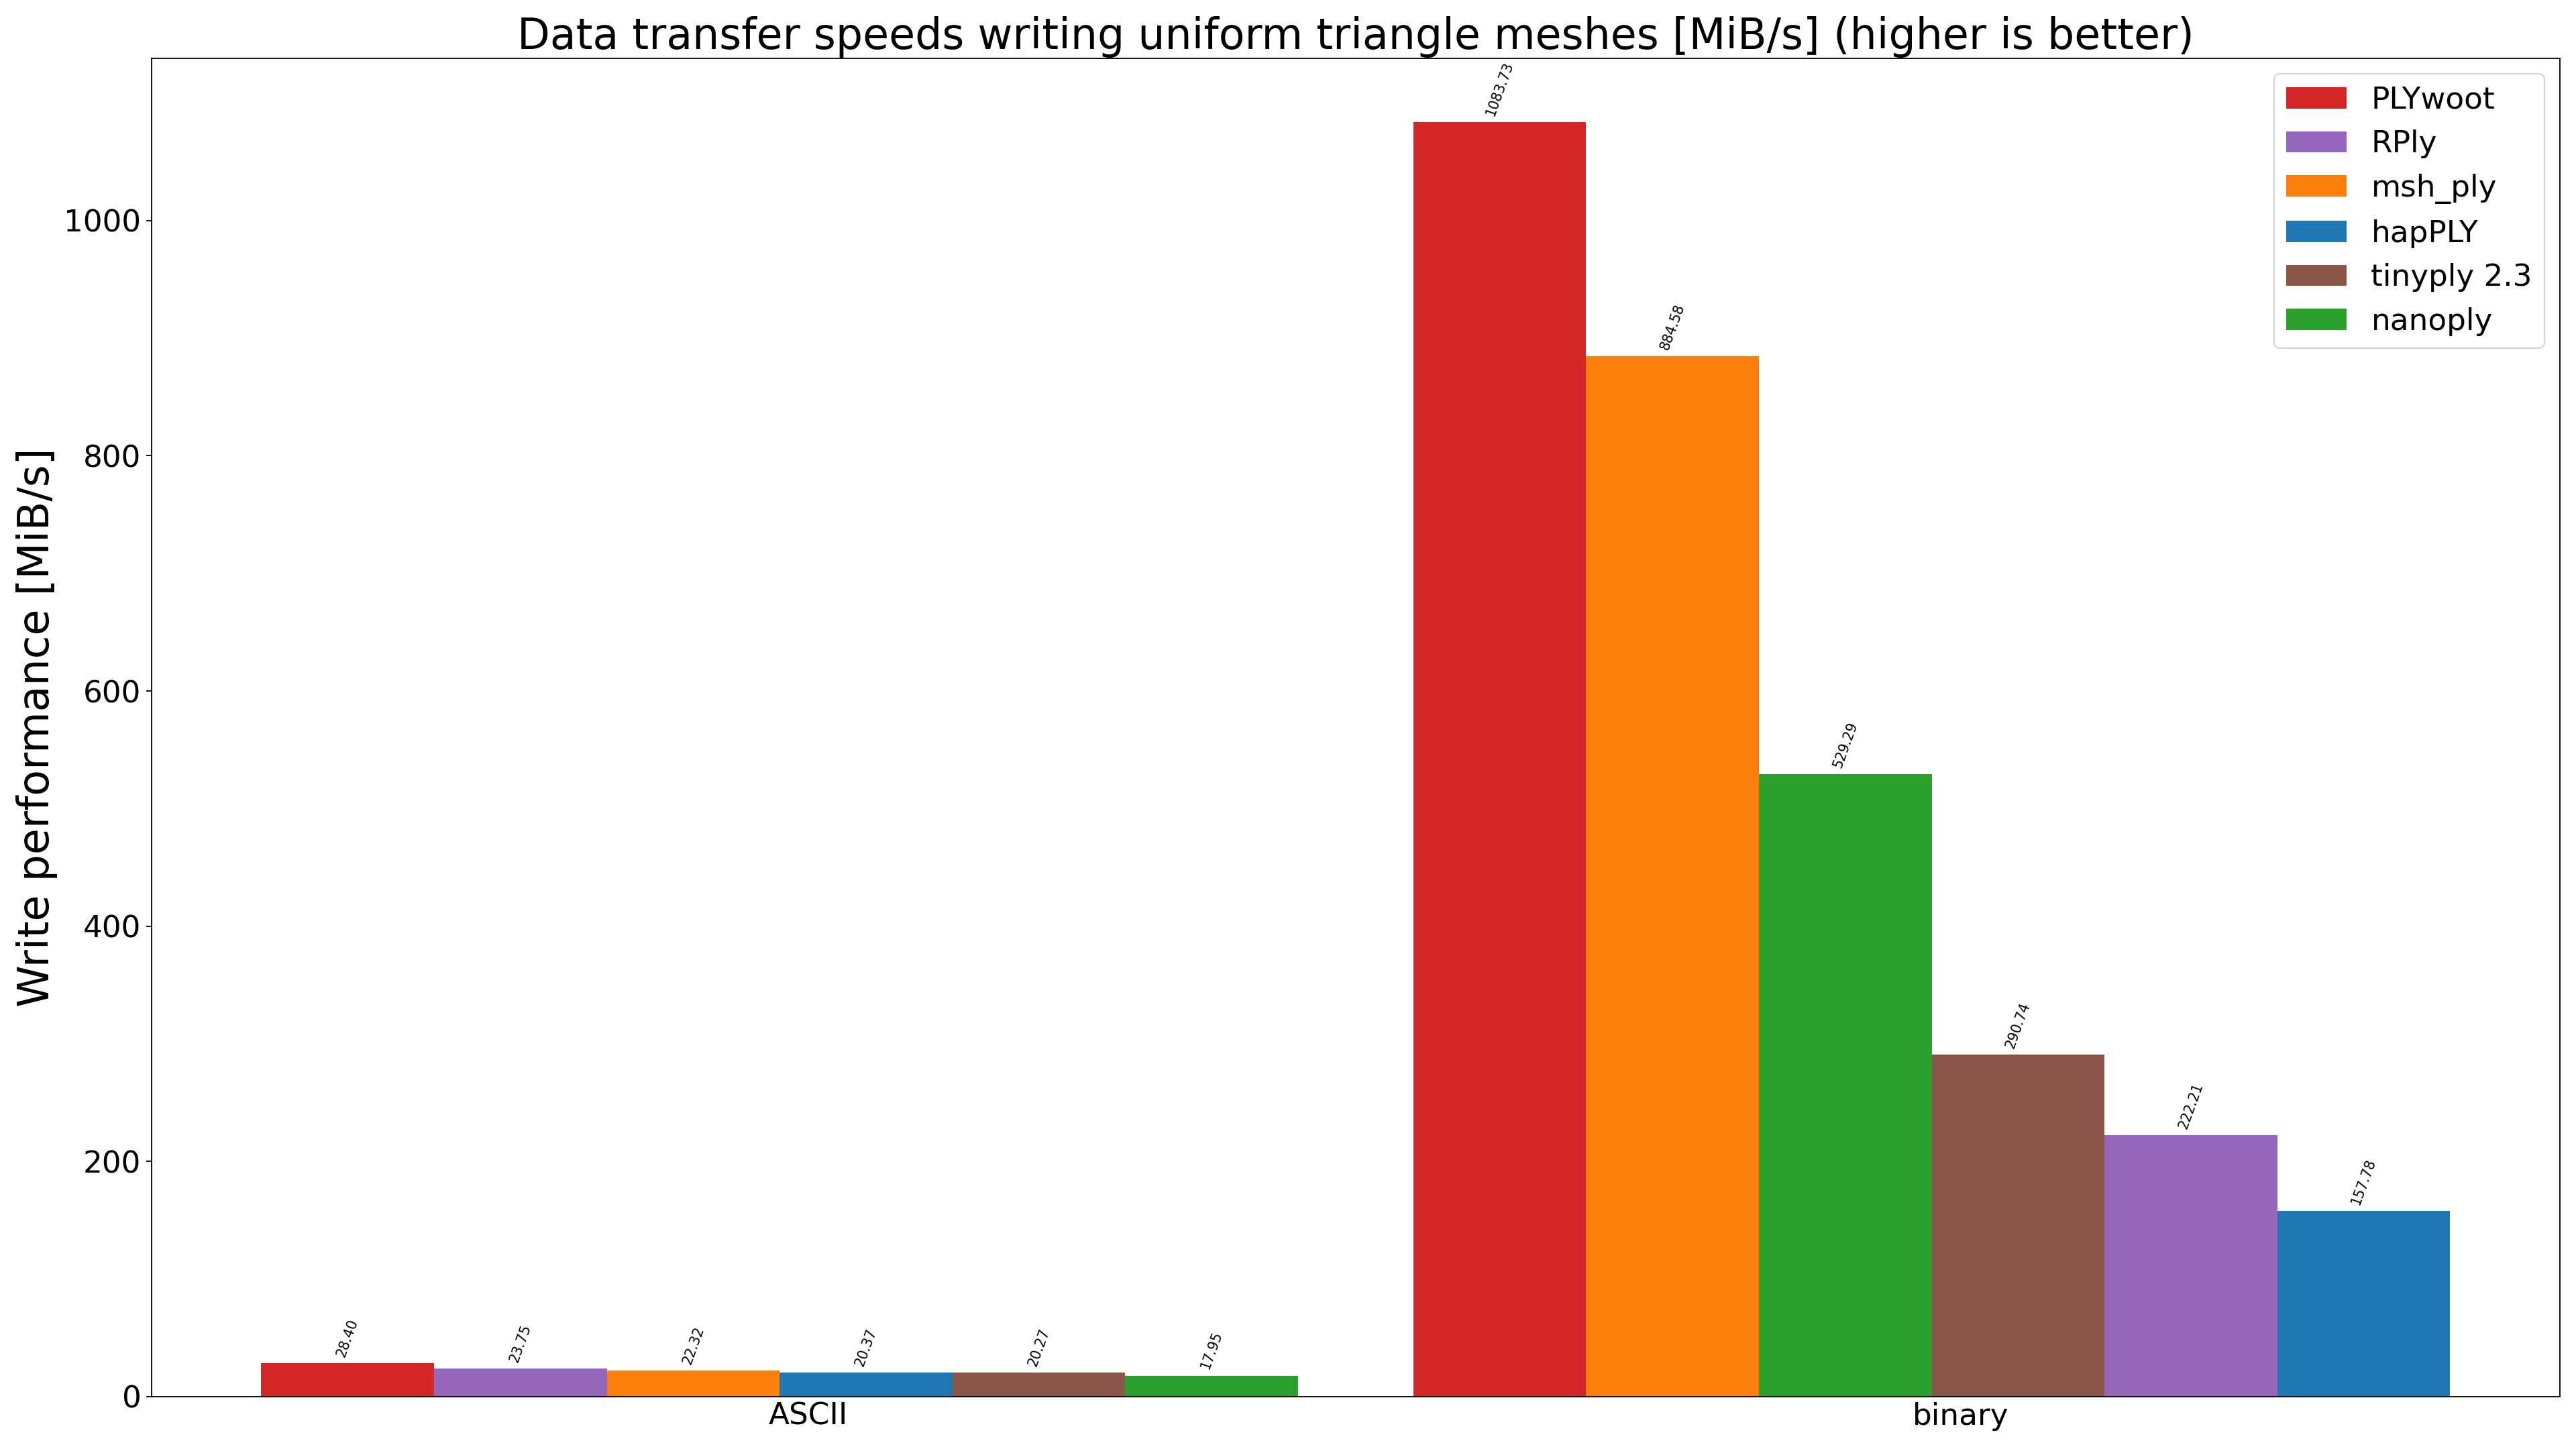 Data transfer speeds writing uniform triangle meshes [MiB/s] (higher is better)
Write performance [MiB/s]
1000
800
600
400
200
0
28.40
23.75
22.32
20.37
20.27
17.95
1083.73
884.58
529.29
290.74
222.21
157.78
ASCII
binary
PLYwoot
RPly
msh_ply
hapPLY
tinyply 2.3
nanoply